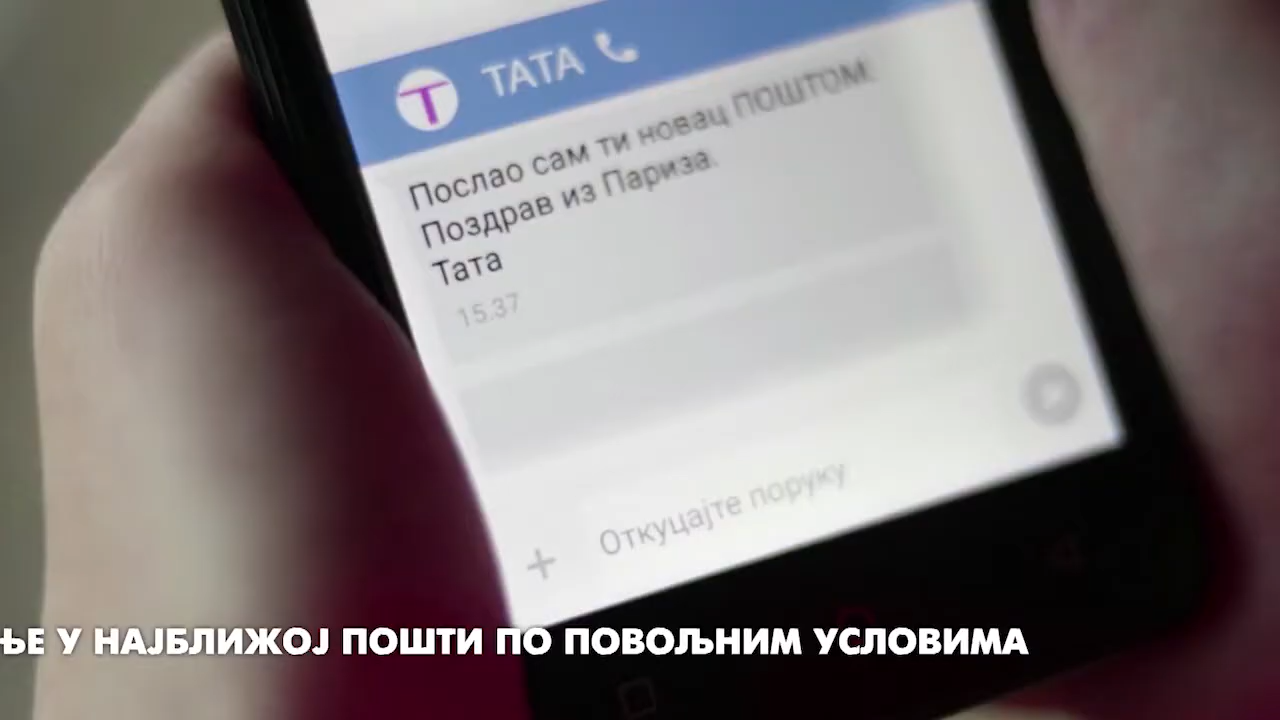 T ТАТА
Послао сам ти новац ПОШТОМ.
Поздрав из Париза.
Тата
15.37
Откуцајте поруку
ЊЕ У НАЈБЛИЖОЈ ПОШТИ ПО ПОВОЉНИМ УСЛОВИМА